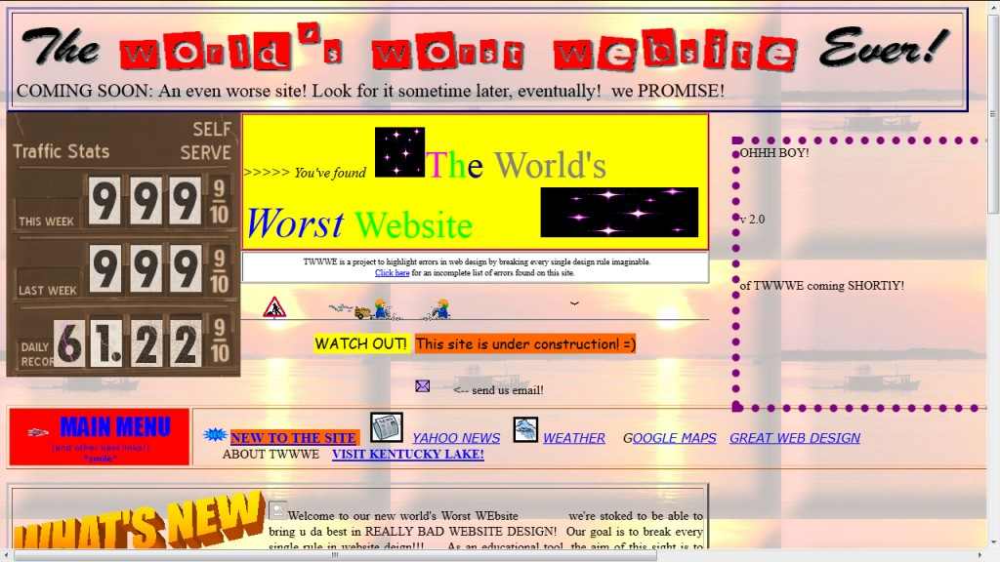 The world's worst website Ever!
COMING SOON: An even worse site! Look for it sometime later, eventually! we PROMISE!
Traffic Stats
SELF
SERVE
9 9 9 9/10
THIS WEEK
9 9 9 9/10
LAST WEEK
61.22 9/10
DAILY
RECOR
>>>>> You've found The World's
Worst Website
TWWWE is a project to highlight errors in web design by breaking every single design rule imaginable.
Click here for an incomplete list of errors found on this site.
WATCH OUT! This site is under construction! =)
<-- send us email!
OHHH BOY!
v 2.0
of TWWWE coming SHORTlY!
MAIN MENU
(and other kewl links!)
*smile*
NEW TO THE SITE YAHOO NEWS WEATHER GOOGLE MAPS GREAT WEB DESIGN
ABOUT TWWWE VISIT KENTUCKY LAKE!
WHAT'S NEW
Welcome to our new world's Worst WEbsite we're stoked to be able to
bring u da best in REALLY BAD WEBSITE DESIGN! Our goal is to break every
single rule in website deign!!! As an educational tool, the aim of this sight is to